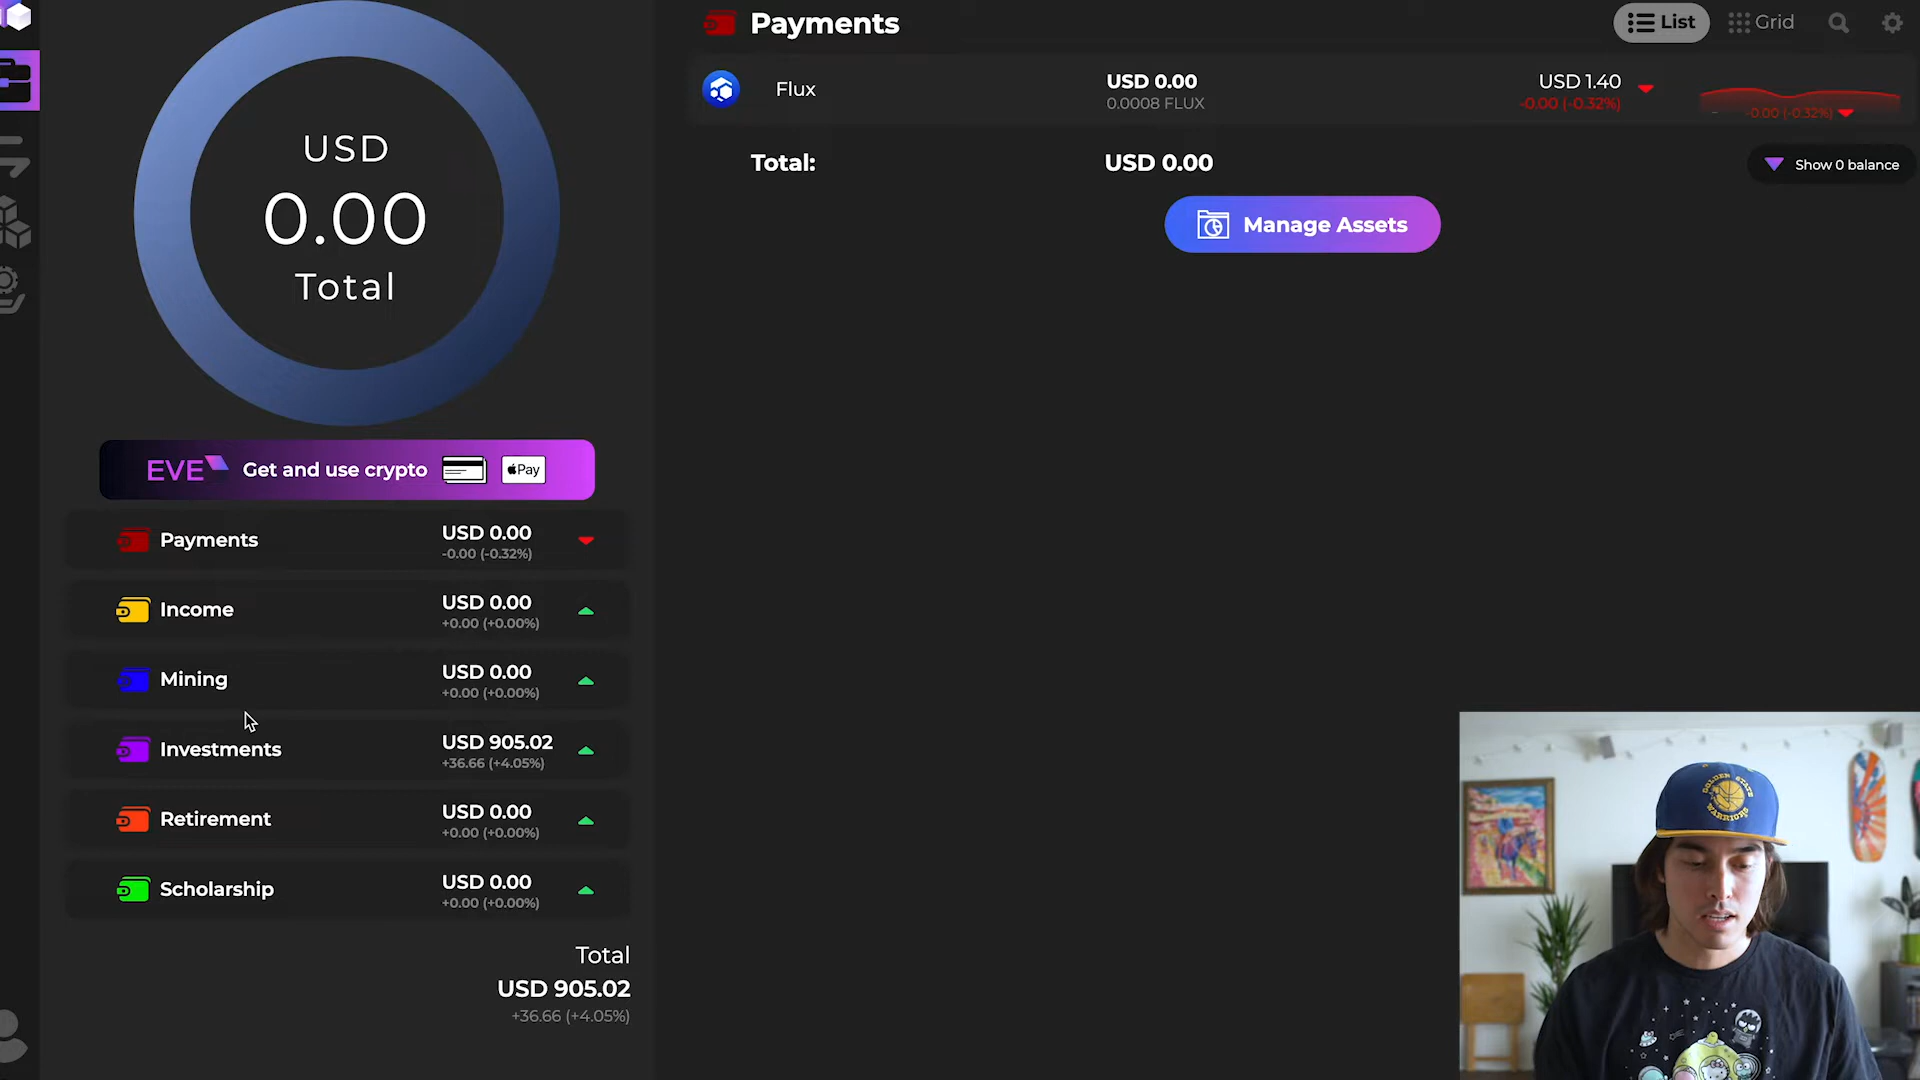 USD
0.00
Total
EVE Get and use crypto Pay
Payments USD 0.00
-0.00 (-0.32%)
Income USD 0.00
+0.00 (+0.00%)
Mining USD 0.00
+0.00 (+0.00%)
Investments USD 905.02
+36.66 (+4.05%)
Retirement USD 0.00
+0.00 (+0.00%)
Scholarship USD 0.00
+0.00 (+0.00%)
Total
USD 905.02
+36.66 (+4.05%)
Payments List Grid
Flux USD 0.00 USD 1.40
0.0008 FLUX -0.00 (-0.32%) -0.00 (-0.32%)
Total: USD 0.00 Show 0 balance
Manage Assets
GOLDEN STATE
WARRIORS